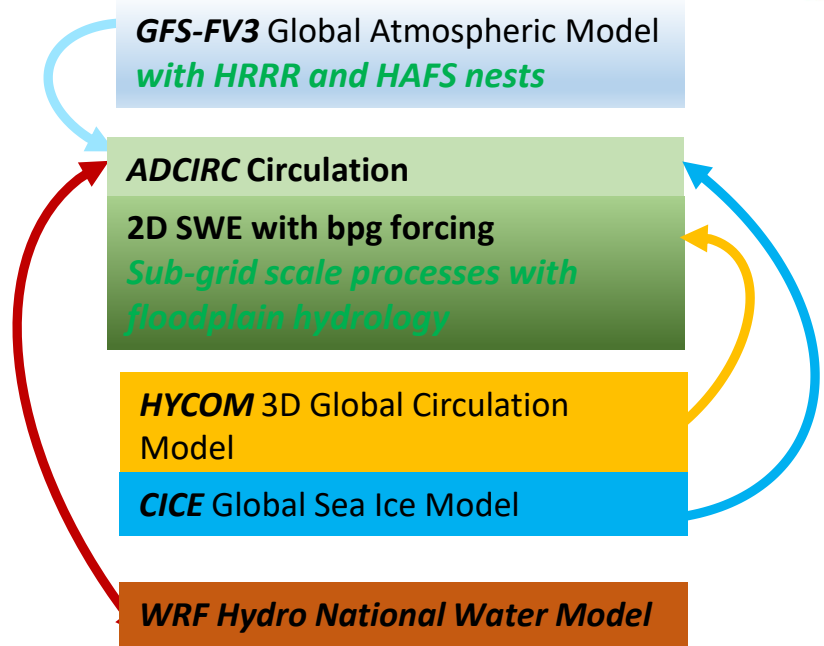 GFS-FV3 Global Atmospheric Model
with HRRR and HAFS nests
ADCIRC Circulation
2D SWE with bpg forcing
Sub-grid scale processes with
floodplain hydrology
HYCOM 3D Global Circulation
Model
CICE Global Sea Ice Model
WRF Hydro National Water Model